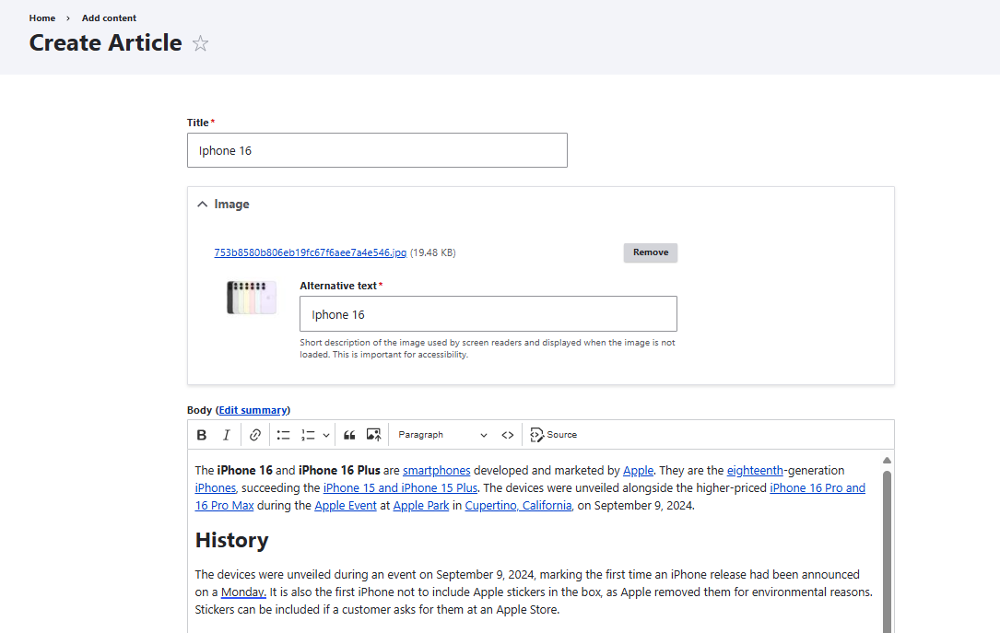 Home › Add content
Create Article
Title*
Iphone 16
Image
753b8580b806eb19fc67f6aee7a4e546.jpg (19.48 KB)
Remove
Alternative text*
Iphone 16
Short description of the image used by screen readers and displayed when the image is not
loaded. This is important for accessibility.
Body (Edit summary)
B I Paragraph Source
The iPhone 16 and iPhone 16 Plus are smartphones developed and marketed by Apple. They are the eighteenth-generation
iPhones, succeeding the iPhone 15 and iPhone 15 Plus. The devices were unveiled alongside the higher-priced iPhone 16 Pro and
16 Pro Max during the Apple Event at Apple Park in Cupertino, California, on September 9, 2024.
History
The devices were unveiled during an event on September 9, 2024, marking the first time an iPhone release had been announced
on a Monday. It is also the first iPhone not to include Apple stickers in the box, as Apple removed them for environmental reasons.
Stickers can be included if a customer asks for them at an Apple Store.